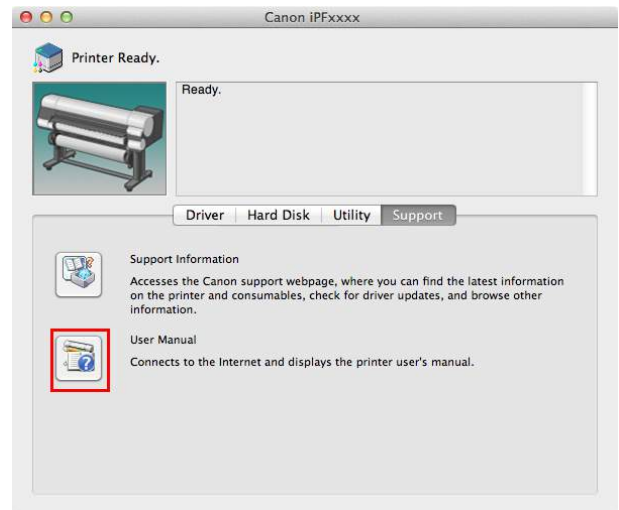 Canon iPFxxxx
Printer Ready.
Ready.
Driver Hard Disk Utility Support
Support Information
Accesses the Canon support webpage, where you can find the latest information
on the printer and consumables, check for driver updates, and browse other
information.
User Manual
Connects to the Internet and displays the printer user's manual.